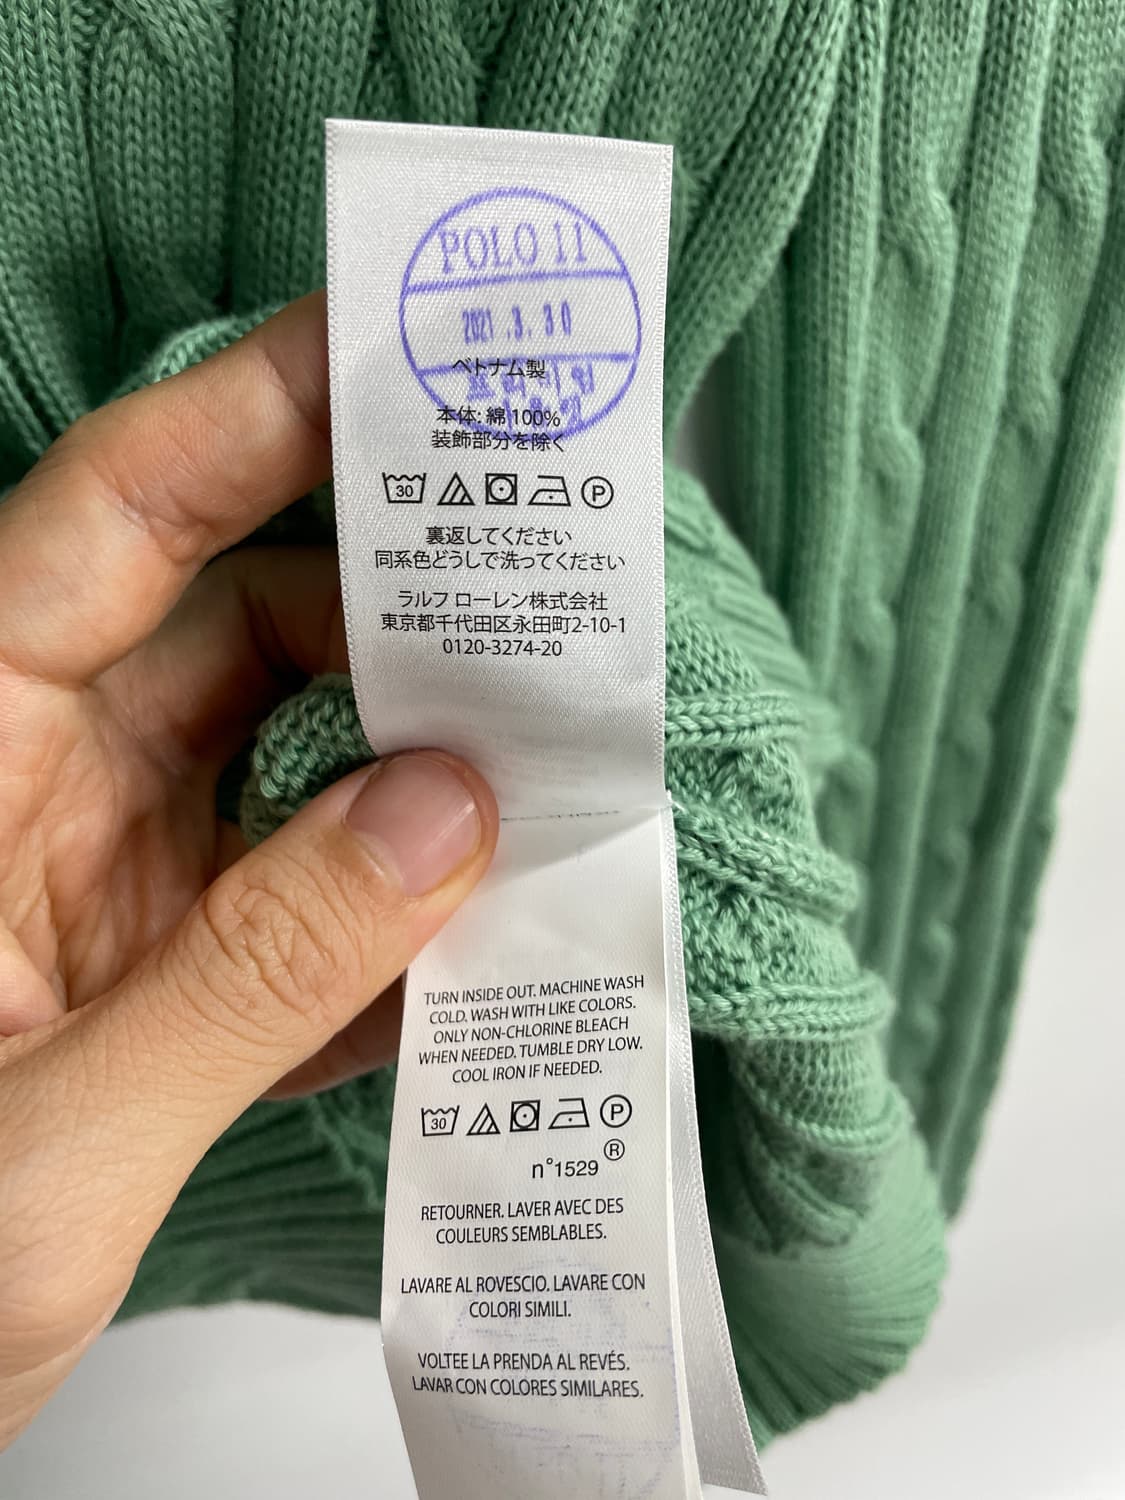 POLO 11
2021.3.30
ベトナム製
本体: 綿 100%
装飾部分を除く
30
P
裏返してください
同系色どうしで洗ってください
ラルフ ローレン株式会社
東京都千代田区永田町2-10-1
0120-3274-20
TURN INSIDE OUT. MACHINE WASH
COLD. WASH WITH LIKE COLORS.
ONLY NON-CHLORINE BLEACH
WHEN NEEDED. TUMBLE DRY LOW.
COOL IRON IF NEEDED.
30
P
n°1529 ®
RETOURNER. LAVER AVEC DES
COULEURS SEMBLABLES.
LAVARE AL ROVESCIO. LAVARE CON
COLORI SIMILI.
VOLTEE LA PRENDA AL REVÉS.
LAVAR CON COLORES SIMILARES.